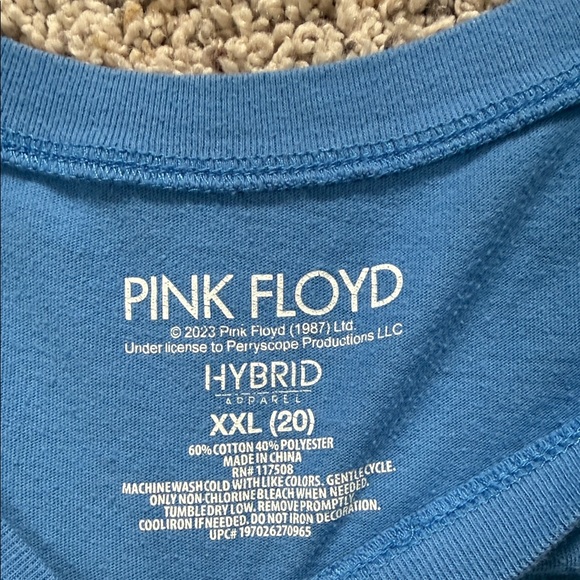 PINK FLOYD
© 2023 Pink Floyd (1987) Ltd.
Under license to Perryscope Productions LLC
HYBRID
APPAREL
XXL (20)
60% COTTON 40% POLYESTER
MADE IN CHINA
RN# 117508
MACHINE WASH COLD WITH LIKE COLORS. GENTLE CYCLE.
ONLY NON-CHLORINE BLEACH WHEN NEEDED.
TUMBLE DRY LOW. REMOVE PROMPTLY.
COOL IRON IF NEEDED. DO NOT IRON DECORATION.
UPC# 197026270965